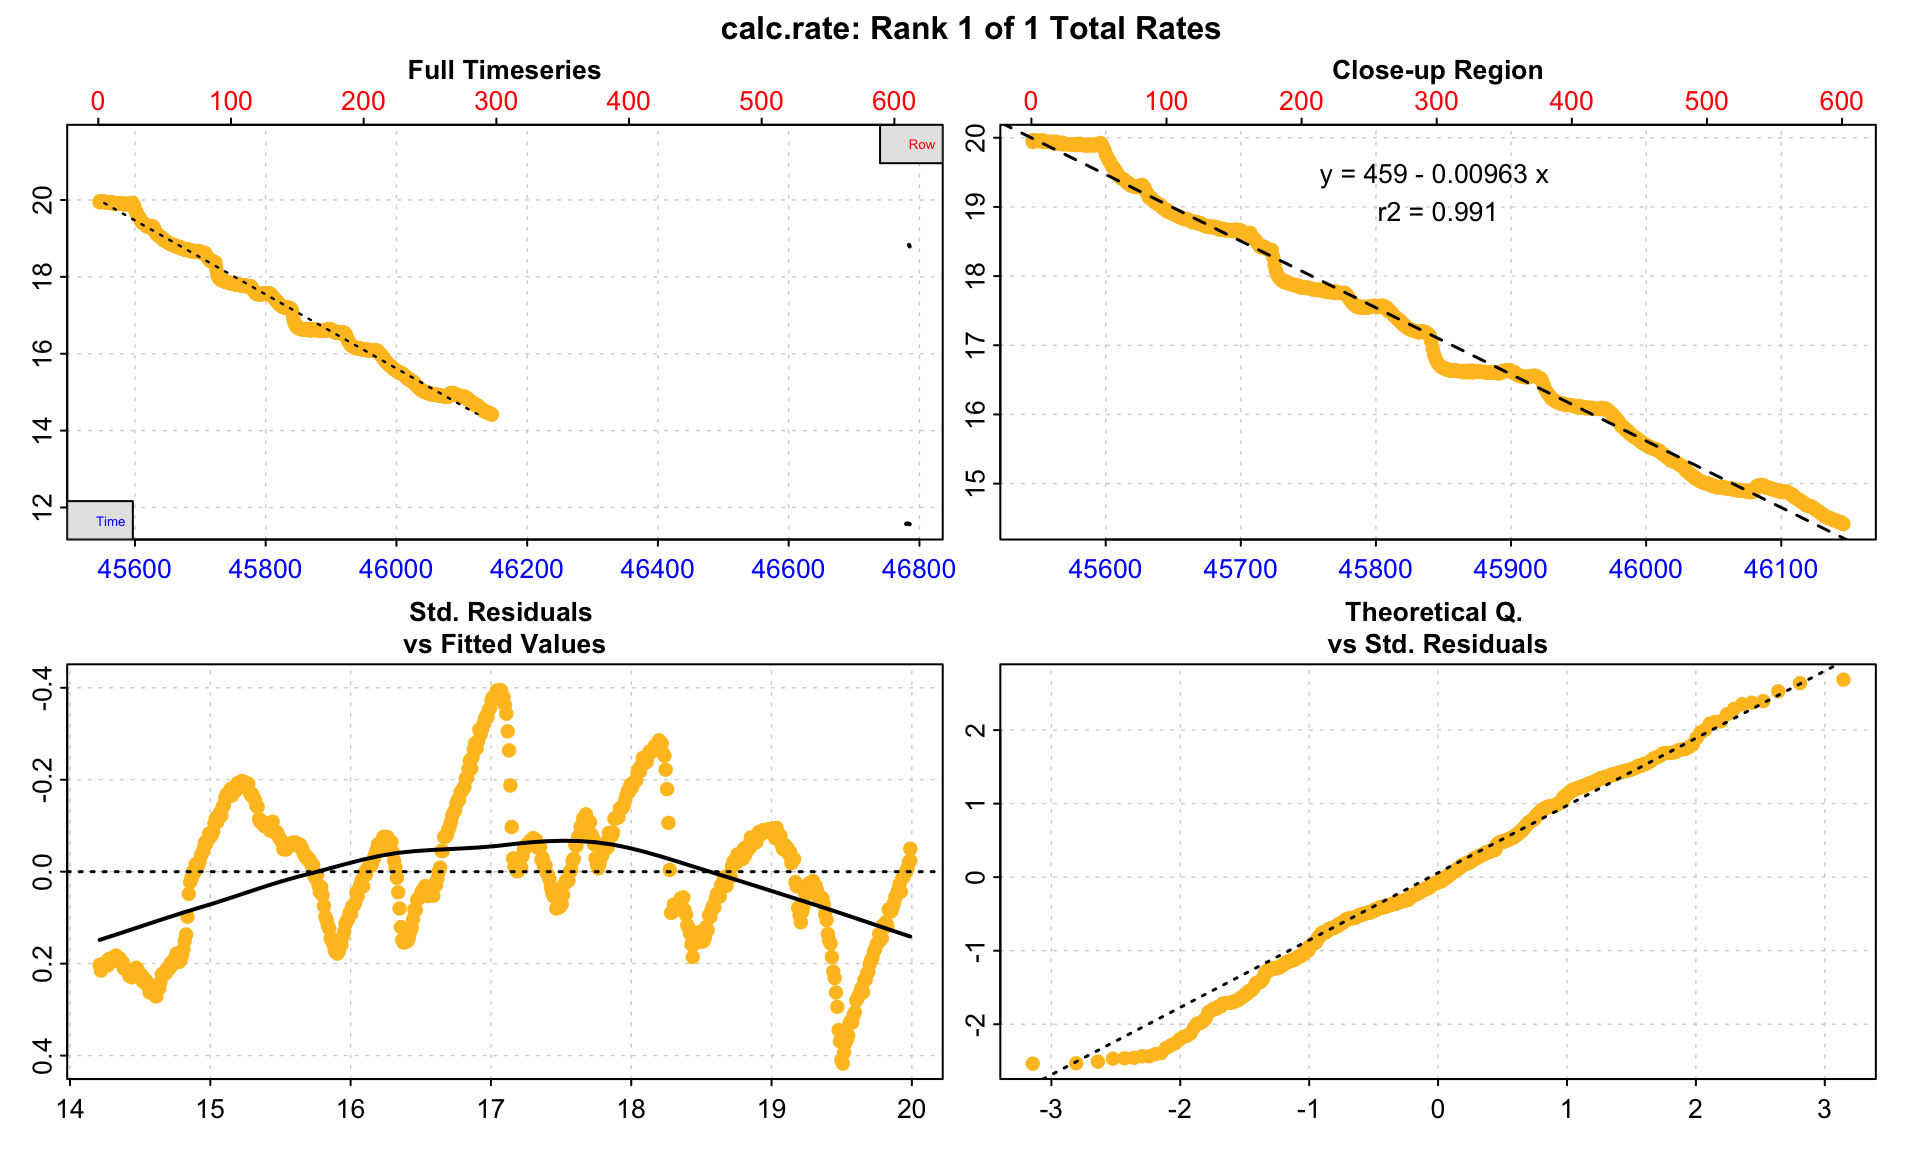 calc.rate: Rank 1 of 1 Total Rates
Full Timeseries
0 100 200 300 400 500 600
Row
20
18
16
14
12
Time
45600 45800 46000 46200 46400 46600 46800
Close-up Region
0 100 200 300 400 500 600
y = 459 - 0.00963 x
r2 = 0.991
20
19
18
17
16
15
45600 45700 45800 45900 46000 46100
Std. Residuals
vs Fitted Values
-0.4
-0.2
0.0
0.2
0.4
14 15 16 17 18 19 20
Theoretical Q.
vs Std. Residuals
2
1
0
-1
-2
-3 -2 -1 0 1 2 3